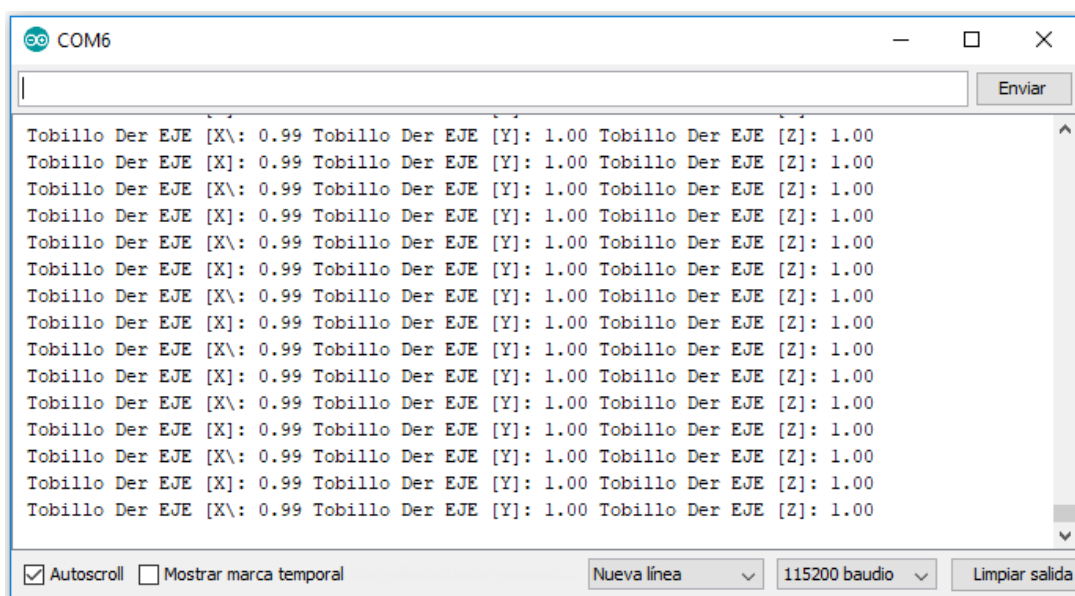 COM6
Enviar
Tobillo Der EJE [X\: 0.99 Tobillo Der EJE [Y]: 1.00 Tobillo Der EJE [Z]: 1.00
Tobillo Der EJE [X]: 0.99 Tobillo Der EJE [Y]: 1.00 Tobillo Der EJE [Z]: 1.00
Tobillo Der EJE [X\: 0.99 Tobillo Der EJE [Y]: 1.00 Tobillo Der EJE [Z]: 1.00
Tobillo Der EJE [X]: 0.99 Tobillo Der EJE [Y]: 1.00 Tobillo Der EJE [Z]: 1.00
Tobillo Der EJE [X\: 0.99 Tobillo Der EJE [Y]: 1.00 Tobillo Der EJE [Z]: 1.00
Tobillo Der EJE [X]: 0.99 Tobillo Der EJE [Y]: 1.00 Tobillo Der EJE [Z]: 1.00
Tobillo Der EJE [X\: 0.99 Tobillo Der EJE [Y]: 1.00 Tobillo Der EJE [Z]: 1.00
Tobillo Der EJE [X]: 0.99 Tobillo Der EJE [Y]: 1.00 Tobillo Der EJE [Z]: 1.00
Tobillo Der EJE [X\: 0.99 Tobillo Der EJE [Y]: 1.00 Tobillo Der EJE [Z]: 1.00
Tobillo Der EJE [X]: 0.99 Tobillo Der EJE [Y]: 1.00 Tobillo Der EJE [Z]: 1.00
Tobillo Der EJE [X\: 0.99 Tobillo Der EJE [Y]: 1.00 Tobillo Der EJE [Z]: 1.00
Tobillo Der EJE [X]: 0.99 Tobillo Der EJE [Y]: 1.00 Tobillo Der EJE [Z]: 1.00
Tobillo Der EJE [X\: 0.99 Tobillo Der EJE [Y]: 1.00 Tobillo Der EJE [Z]: 1.00
Tobillo Der EJE [X]: 0.99 Tobillo Der EJE [Y]: 1.00 Tobillo Der EJE [Z]: 1.00
Tobillo Der EJE [X\: 0.99 Tobillo Der EJE [Y]: 1.00 Tobillo Der EJE [Z]: 1.00
Autoscroll Mostrar marca temporal Nueva línea 115200 baudio Limpiar salida